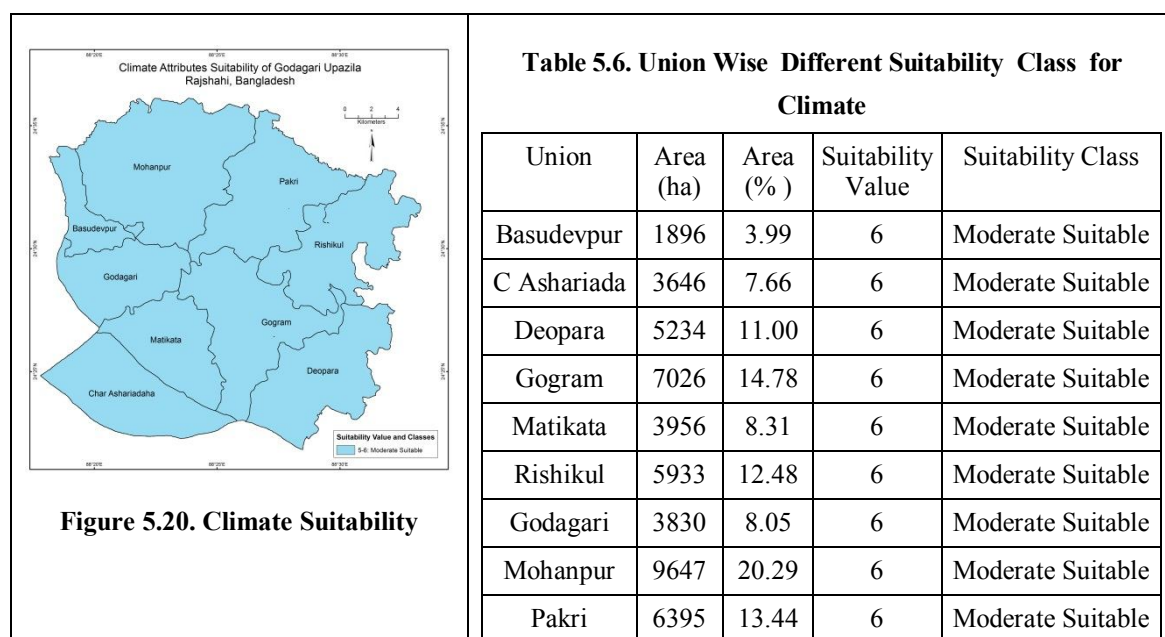 Climate Attributes Suitability of Godagari Upazila
Rajshahi, Bangladesh
0 2 4
Kilometers
Mohanpur
Pakri
Basudevpur
Rishikul
Godagari
Gogram
Matikata
Deopara
Char Ashariadaha
Suitability Value and Classes
5-6: Moderate Suitable
Figure 5.20. Climate Suitability
Table 5.6. Union Wise Different Suitability Class for
Climate
Union Area (ha) Area (% ) Suitability Value Suitability Class
Basudevpur 1896 3.99 6 Moderate Suitable
C Ashariada 3646 7.66 6 Moderate Suitable
Deopara 5234 11.00 6 Moderate Suitable
Gogram 7026 14.78 6 Moderate Suitable
Matikata 3956 8.31 6 Moderate Suitable
Rishikul 5933 12.48 6 Moderate Suitable
Godagari 3830 8.05 6 Moderate Suitable
Mohanpur 9647 20.29 6 Moderate Suitable
Pakri 6395 13.44 6 Moderate Suitable